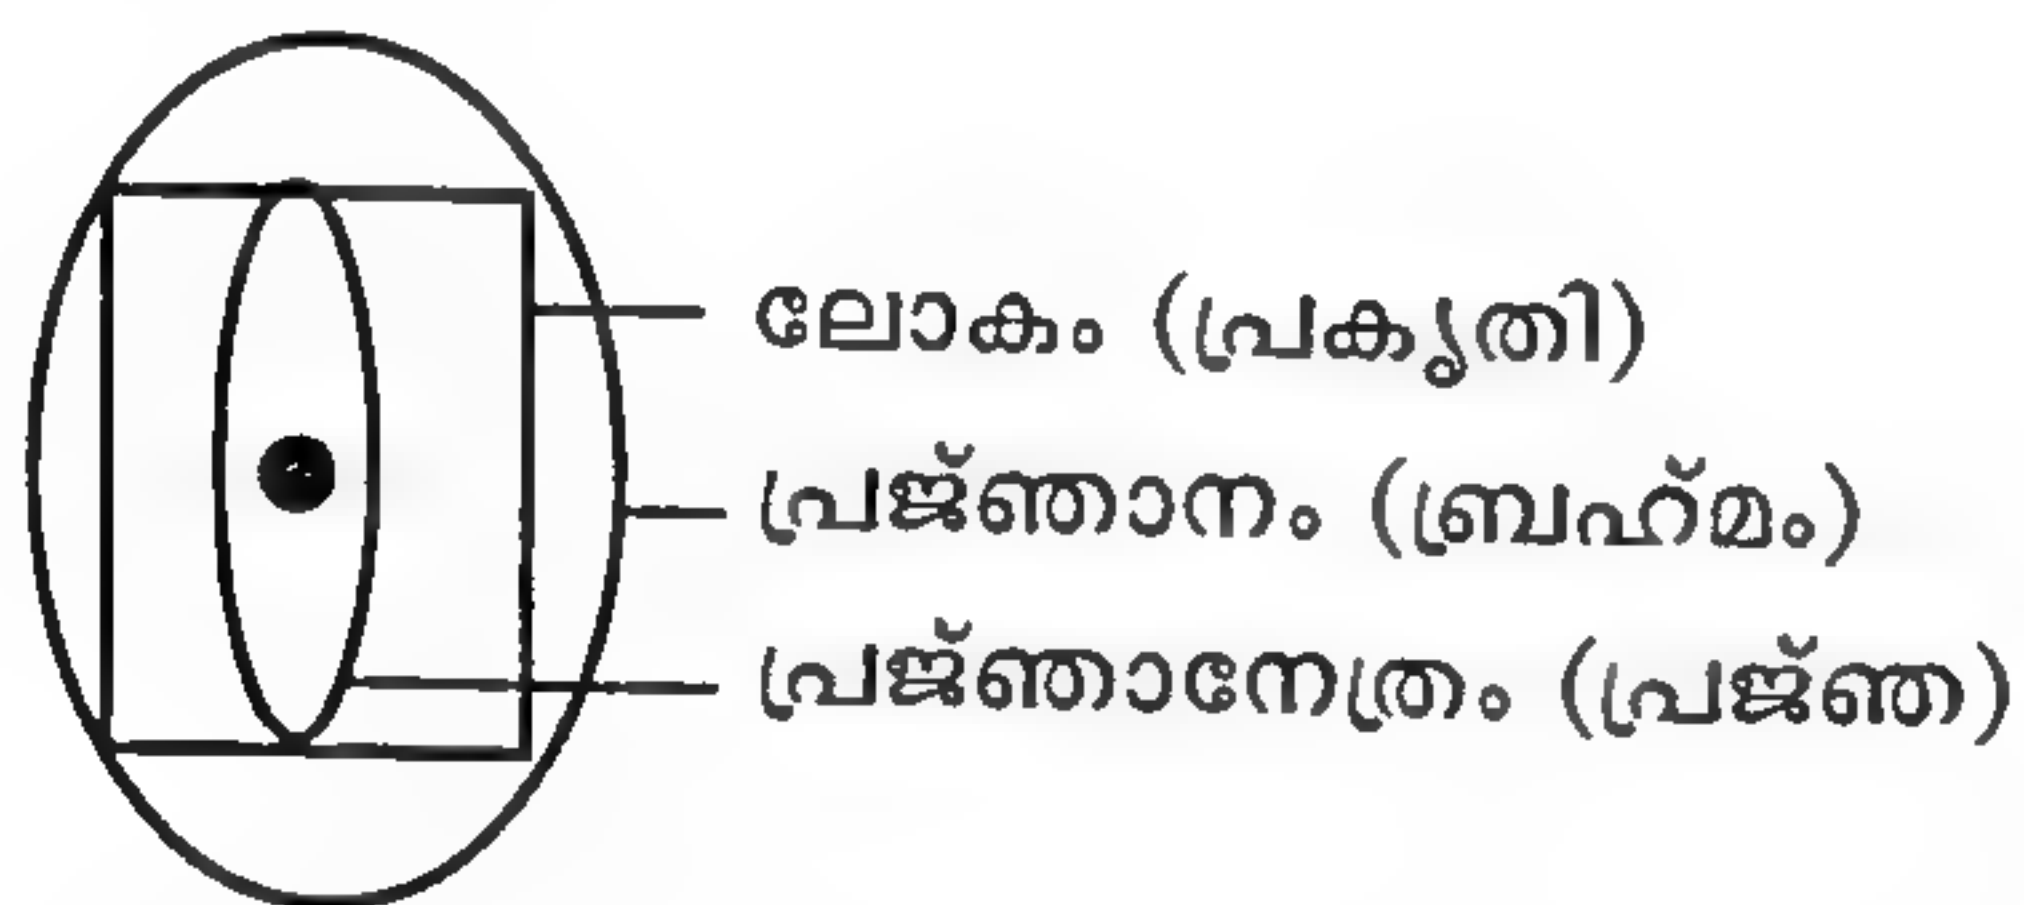 ലോകം (പ്രകൃതി)
പ്രജ്ഞാനം (ബ്രഹ്മം)
പ്രജ്ഞാനേത്രം (പ്രജ്ഞ)